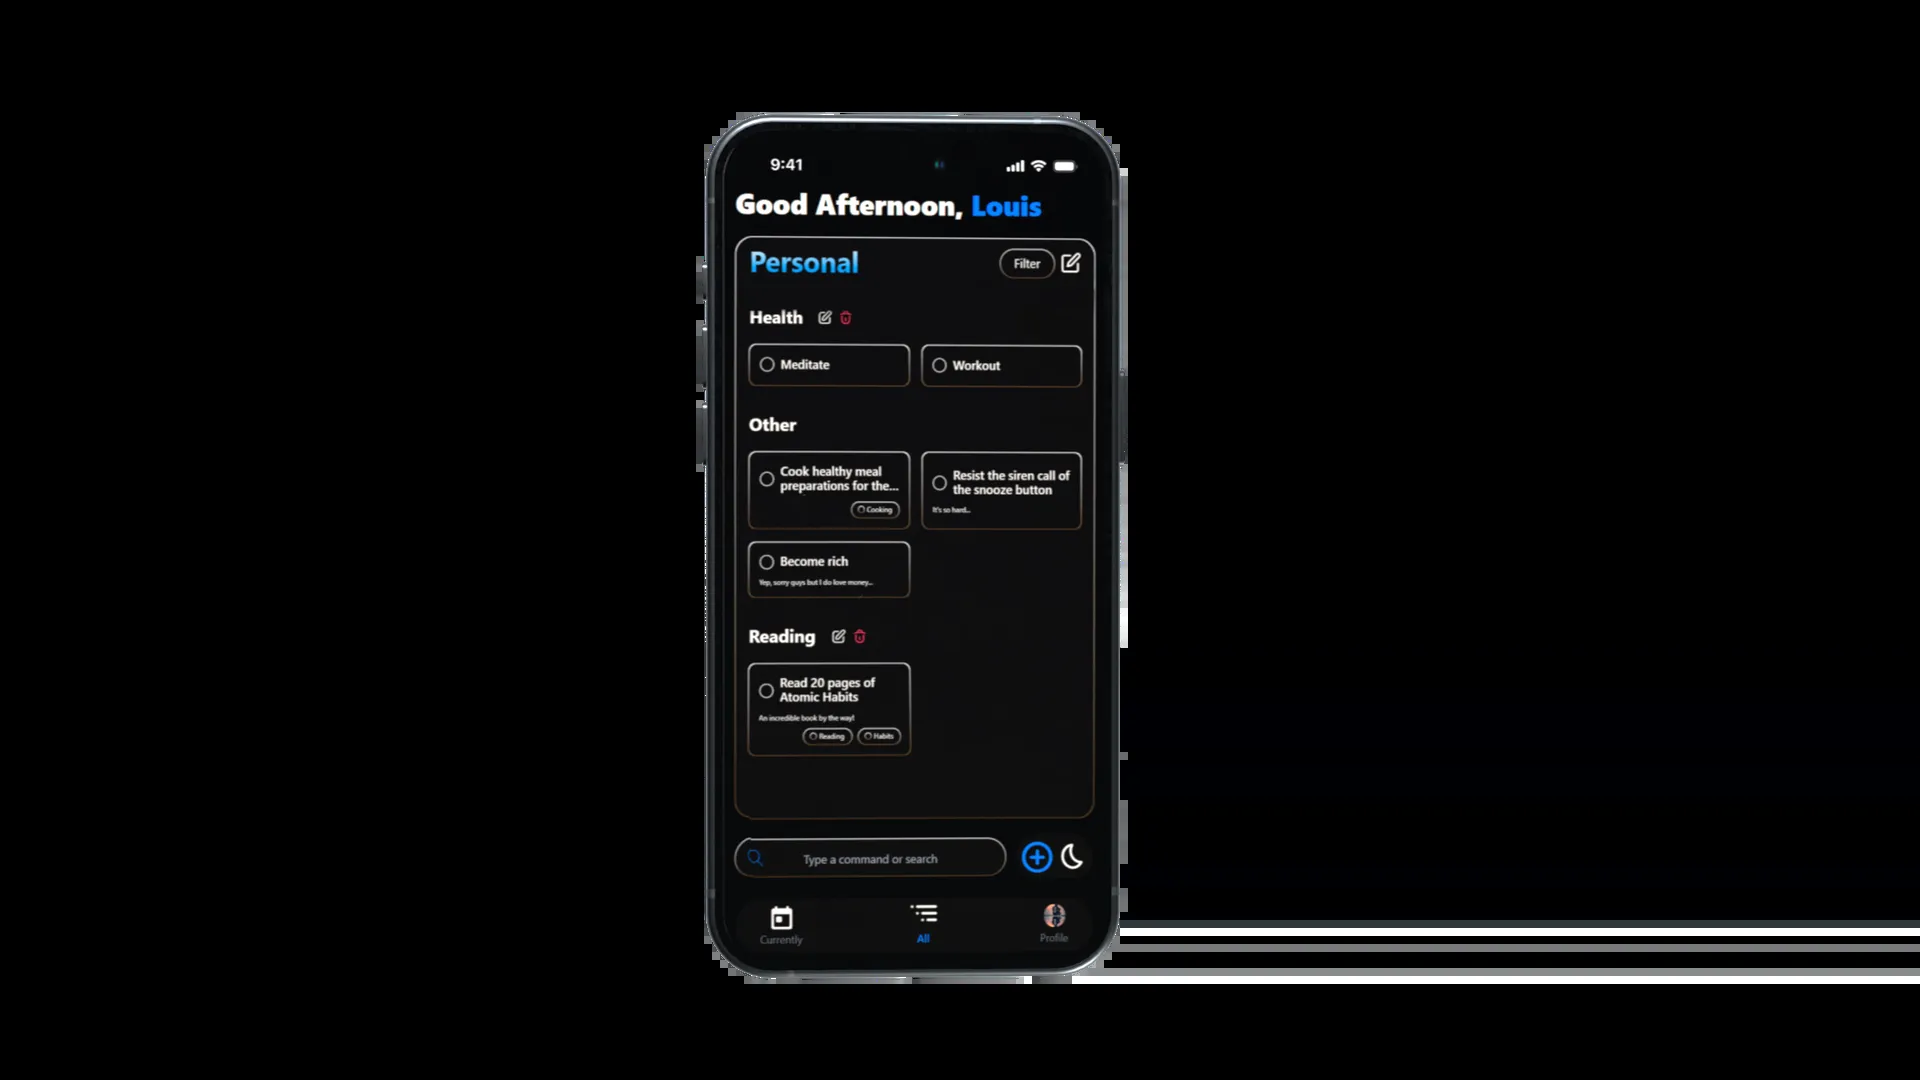 9:41
Good Afternoon, Louis
Personal
Filter
Health
Meditate
Workout
Other
Cook healthy meal
preparations for the...
Cooking
Resist the siren call of
the snooze button
It's so hard...
Become rich
Yep, sorry guys but I do love money...
Reading
Read 20 pages of
Atomic Habits
An incredible book by the way!
Reading
Habits
Type a command or search
Currently
All
Profile